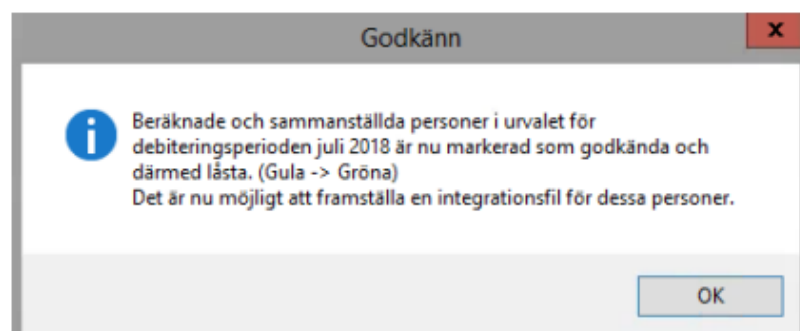 Godkänn
x
Beräknade och sammanställda personer i urvalet för
debiteringsperioden juli 2018 är nu markerad som godkända och
därmed låsta. (Gula -> Gröna)
Det är nu möjligt att framställa en integrationsfil för dessa personer.
OK